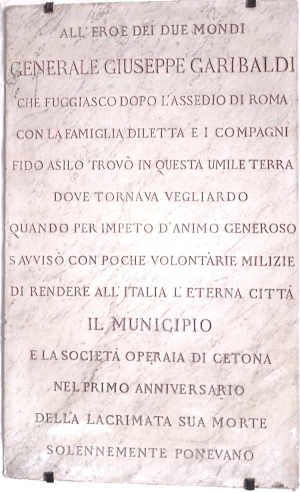 ALL'EROE DEI DUE MONDI
GENERALE GIUSEPPE GARIBALDI
CHE FUGGIASCO DOPO L'ASSEDIO DI ROMA
CON LA FAMIGLIA DILETTA E I COMPAGNI
FIDO ASILO TROVÒ IN QUESTA UMILE TERRA
DOVE TORNAVA VEGLIARDO
QUANDO PER IMPETO D'ANIMO GENEROSO
S'AVVISÒ CON POCHE VOLONTARIE MILIZIE
DI RENDERE ALL'ITALIA L'ETERNA CITTÀ
IL MUNICIPIO
E LA SOCIETÀ OPERAIA DI CETONA
NEL PRIMO ANNIVERSARIO
DELLA LACRIMATA SUA MORTE
SOLENNEMENTE PONEVANO